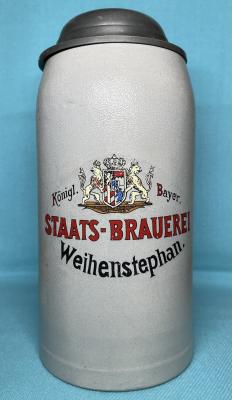 Königl. Bayer.
STAATS-BRAUEREI
Weihenstephan.